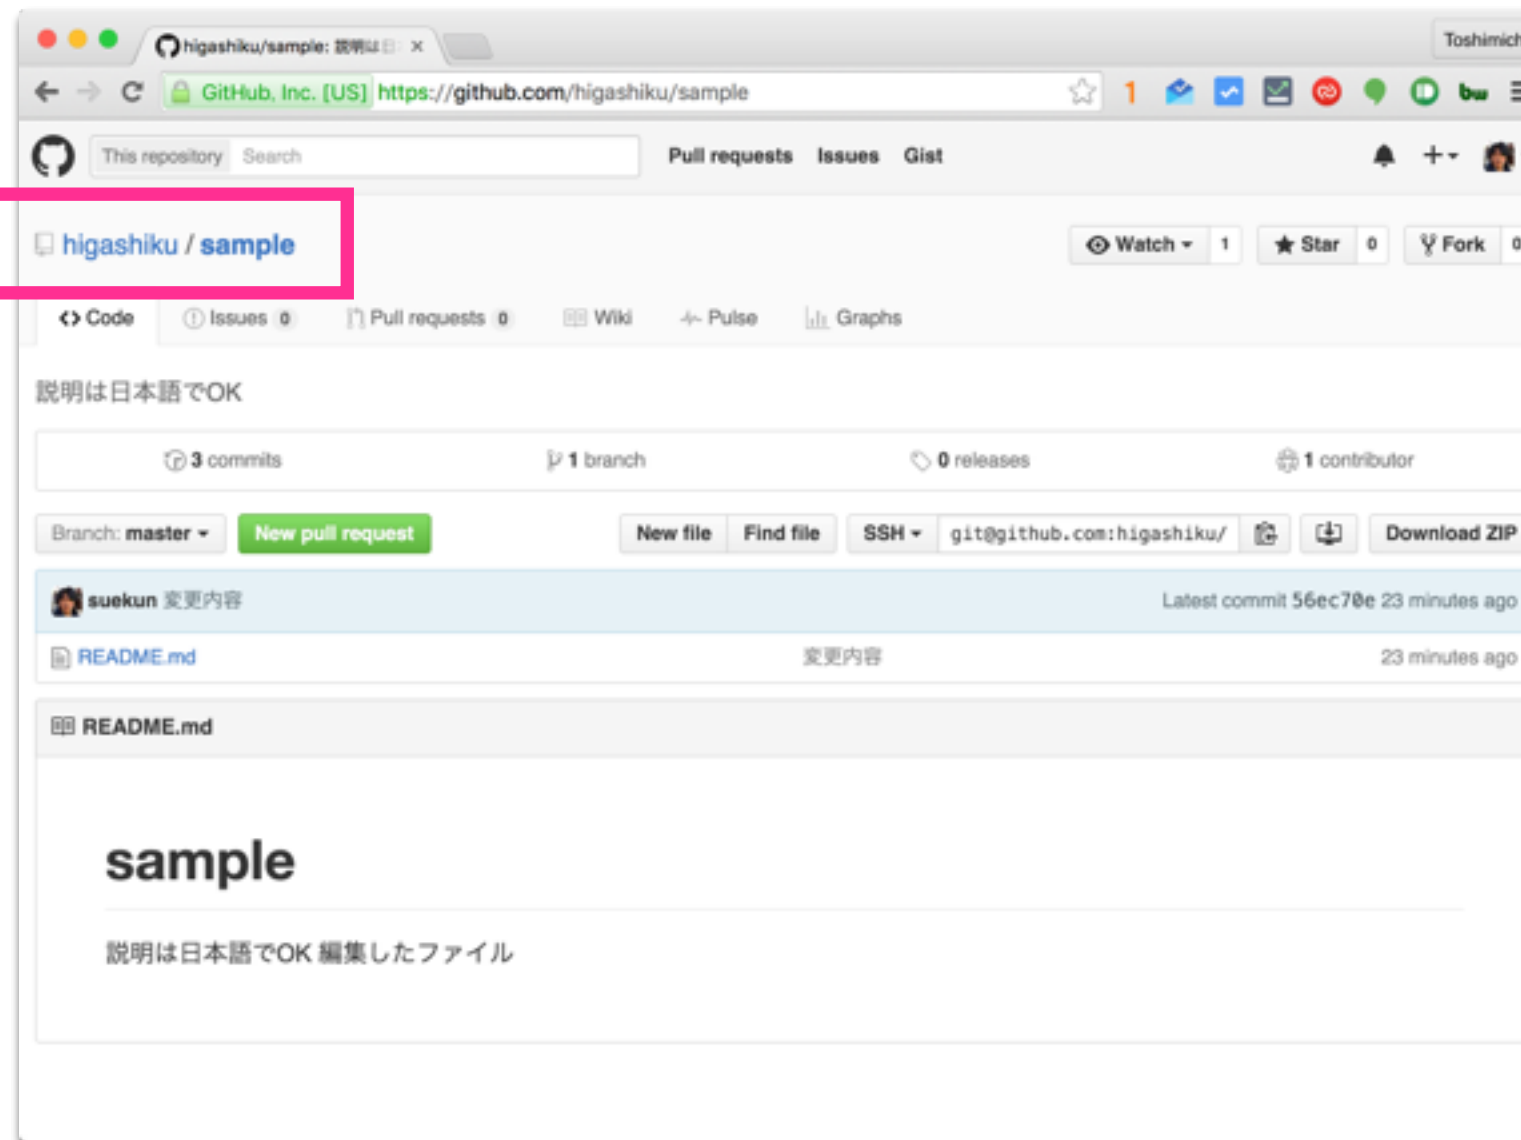 higashiku/sample: 説明は日
Toshimich
GitHub, Inc. [US] https://github.com/higashiku/sample
1
bw
This repository Search Pull requests Issues Gist
higashiku / sample Watch 1 Star 0 Fork 0
Code Issues 0 Pull requests 0 Wiki Pulse Graphs
説明は日本語でOK
3 commits 1 branch 0 releases 1 contributor
Branch: master New pull request New file Find file SSH git@github.com:higashiku/ Download ZIP
suekun 変更内容 Latest commit 56ec70e 23 minutes ago
README.md 変更内容 23 minutes ago
README.md
sample
説明は日本語でOK 編集したファイル